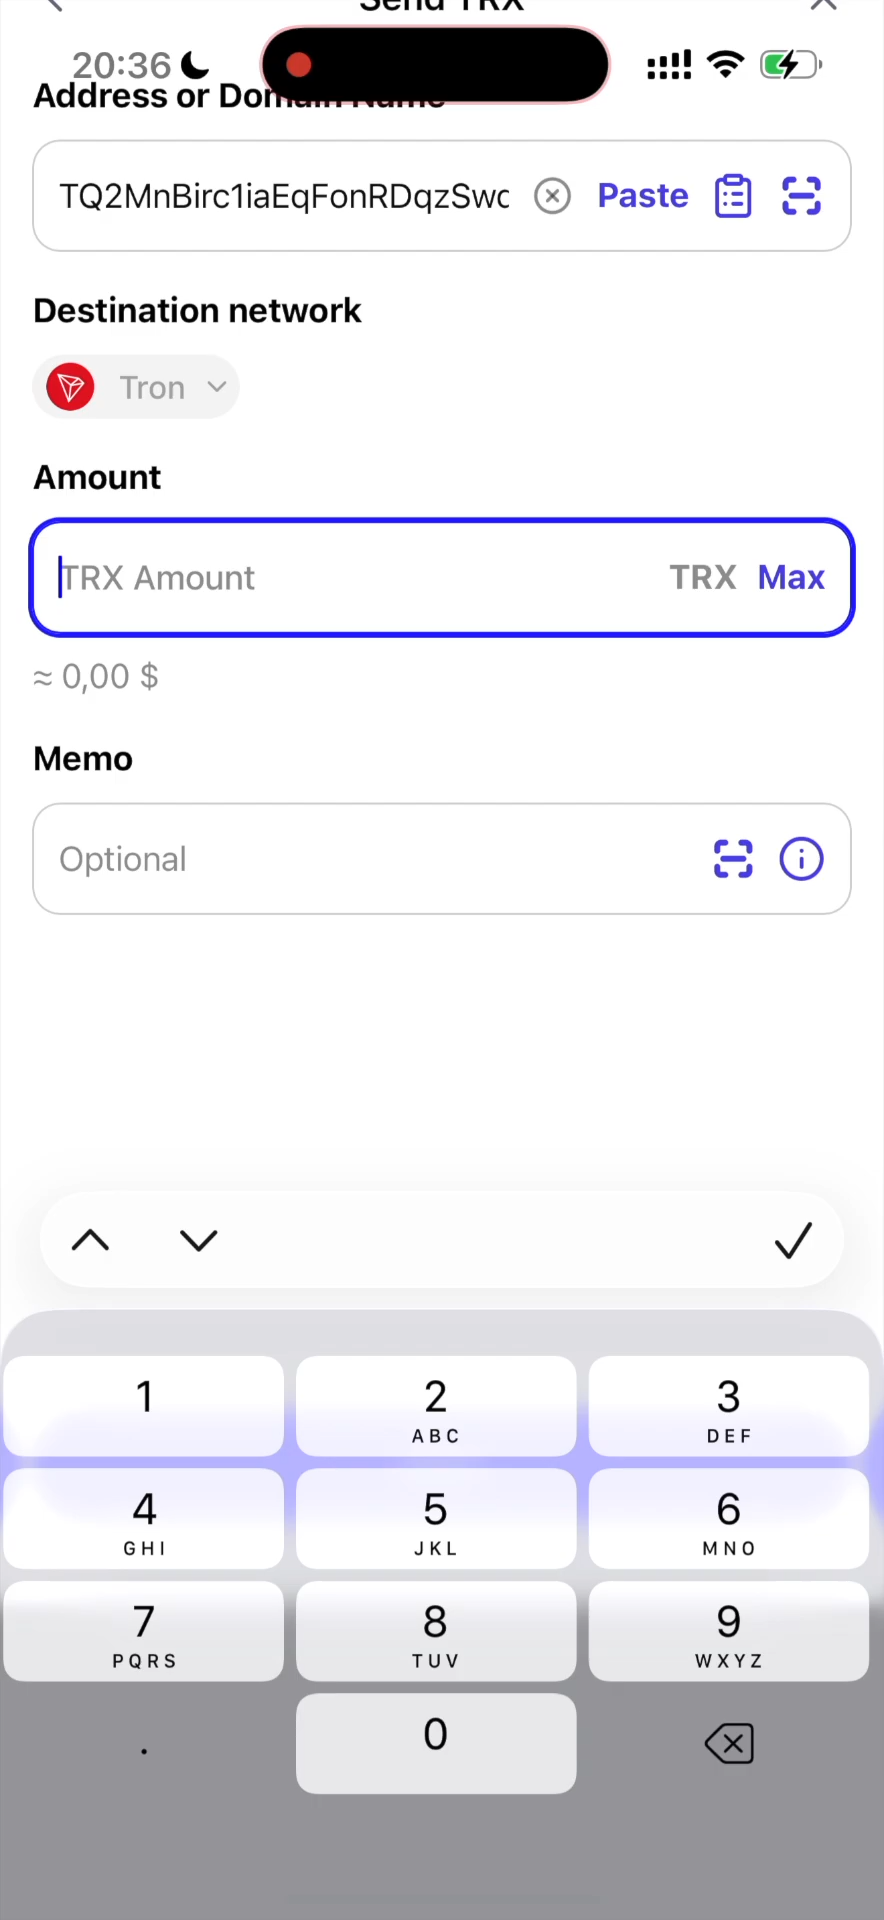 Send TRX
20:36
Address or Domain Name
TQ2MnBirc1iaEqFonRDqzSwc
Paste
Destination network
Tron
Amount
TRX Amount
TRX Max
≈ 0,00 $
Memo
Optional
1
2
ABC
3
DEF
4
GHI
5
JKL
6
MNO
7
PQRS
8
TUV
9
WXYZ
.
0